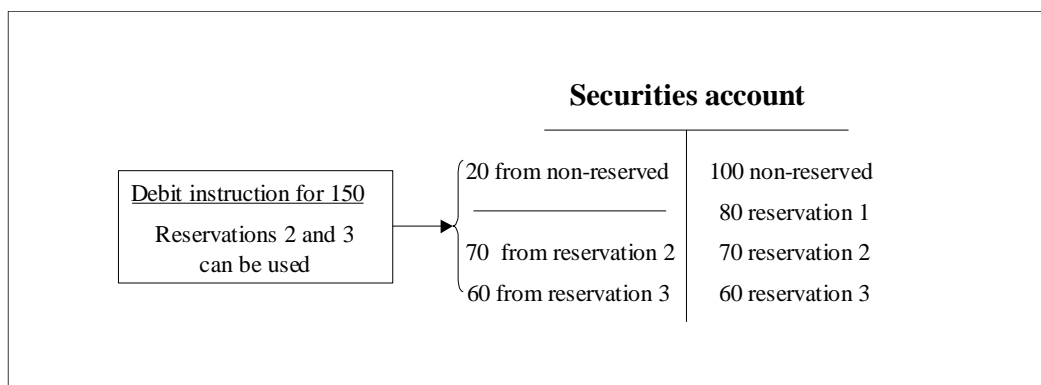 Securities account
Debit instruction for 150
Reservations 2 and 3
can be used
20 from non-reserved
70 from reservation 2
60 from reservation 3
100 non-reserved
80 reservation 1
70 reservation 2
60 reservation 3